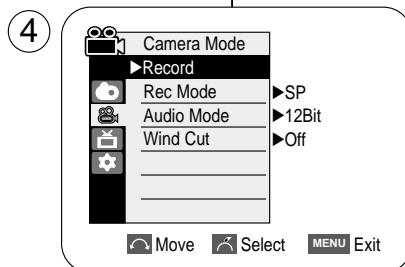 4
Camera Mode
▶Record
Rec Mode ▶SP
Audio Mode ▶12Bit
Wind Cut ▶Off
Move Select MENU Exit